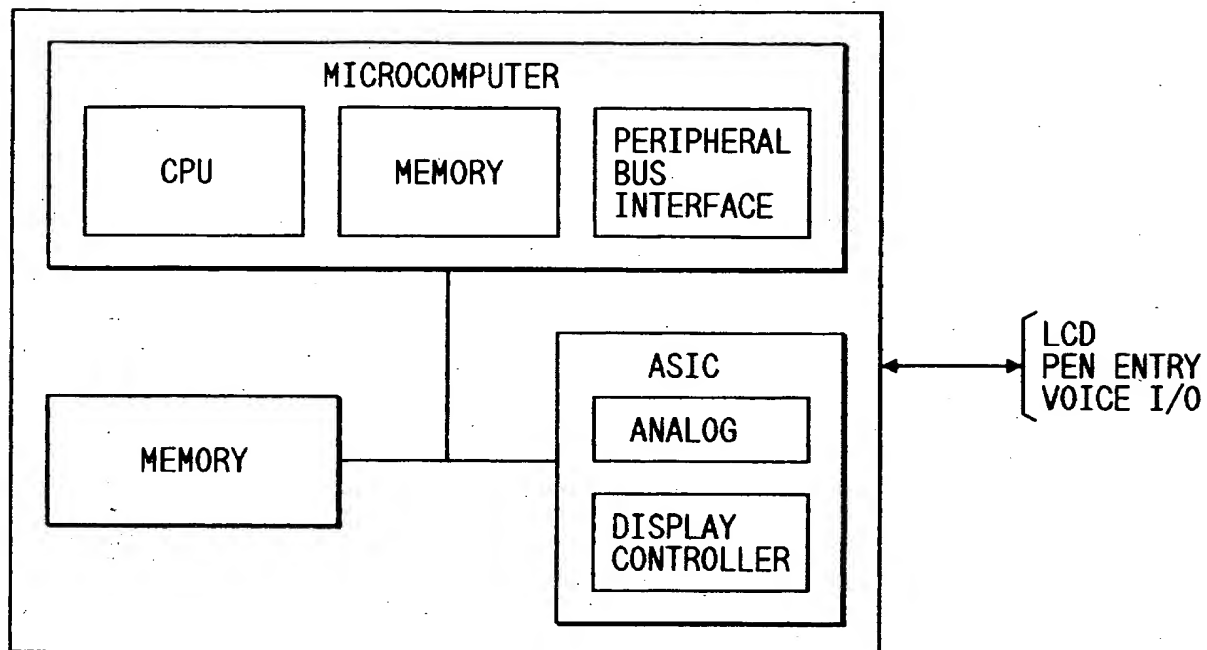 MICROCOMPUTER
CPU
MEMORY
PERIPHERAL
BUS
INTERFACE
MEMORY
ASIC
ANALOG
DISPLAY
CONTROLLER
LCD
PEN ENTRY
VOICE I/O